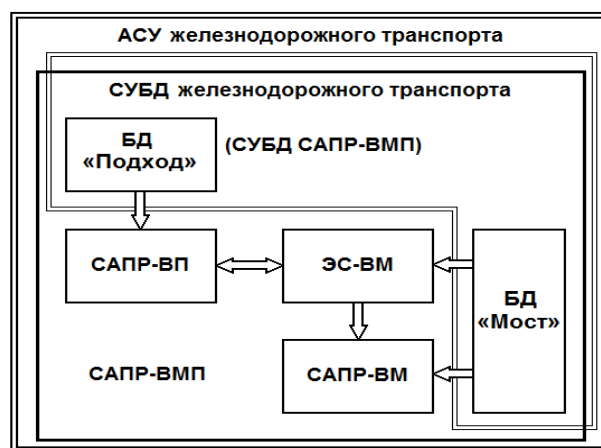 АСУ железнодорожного транспорта
СУБД железнодорожного транспорта
БД
«Подход»
(СУБД САПР-ВМП)
САПР-ВП
ЭС-ВМ
БД
«Мост»
САПР-ВМП
САПР-ВМ